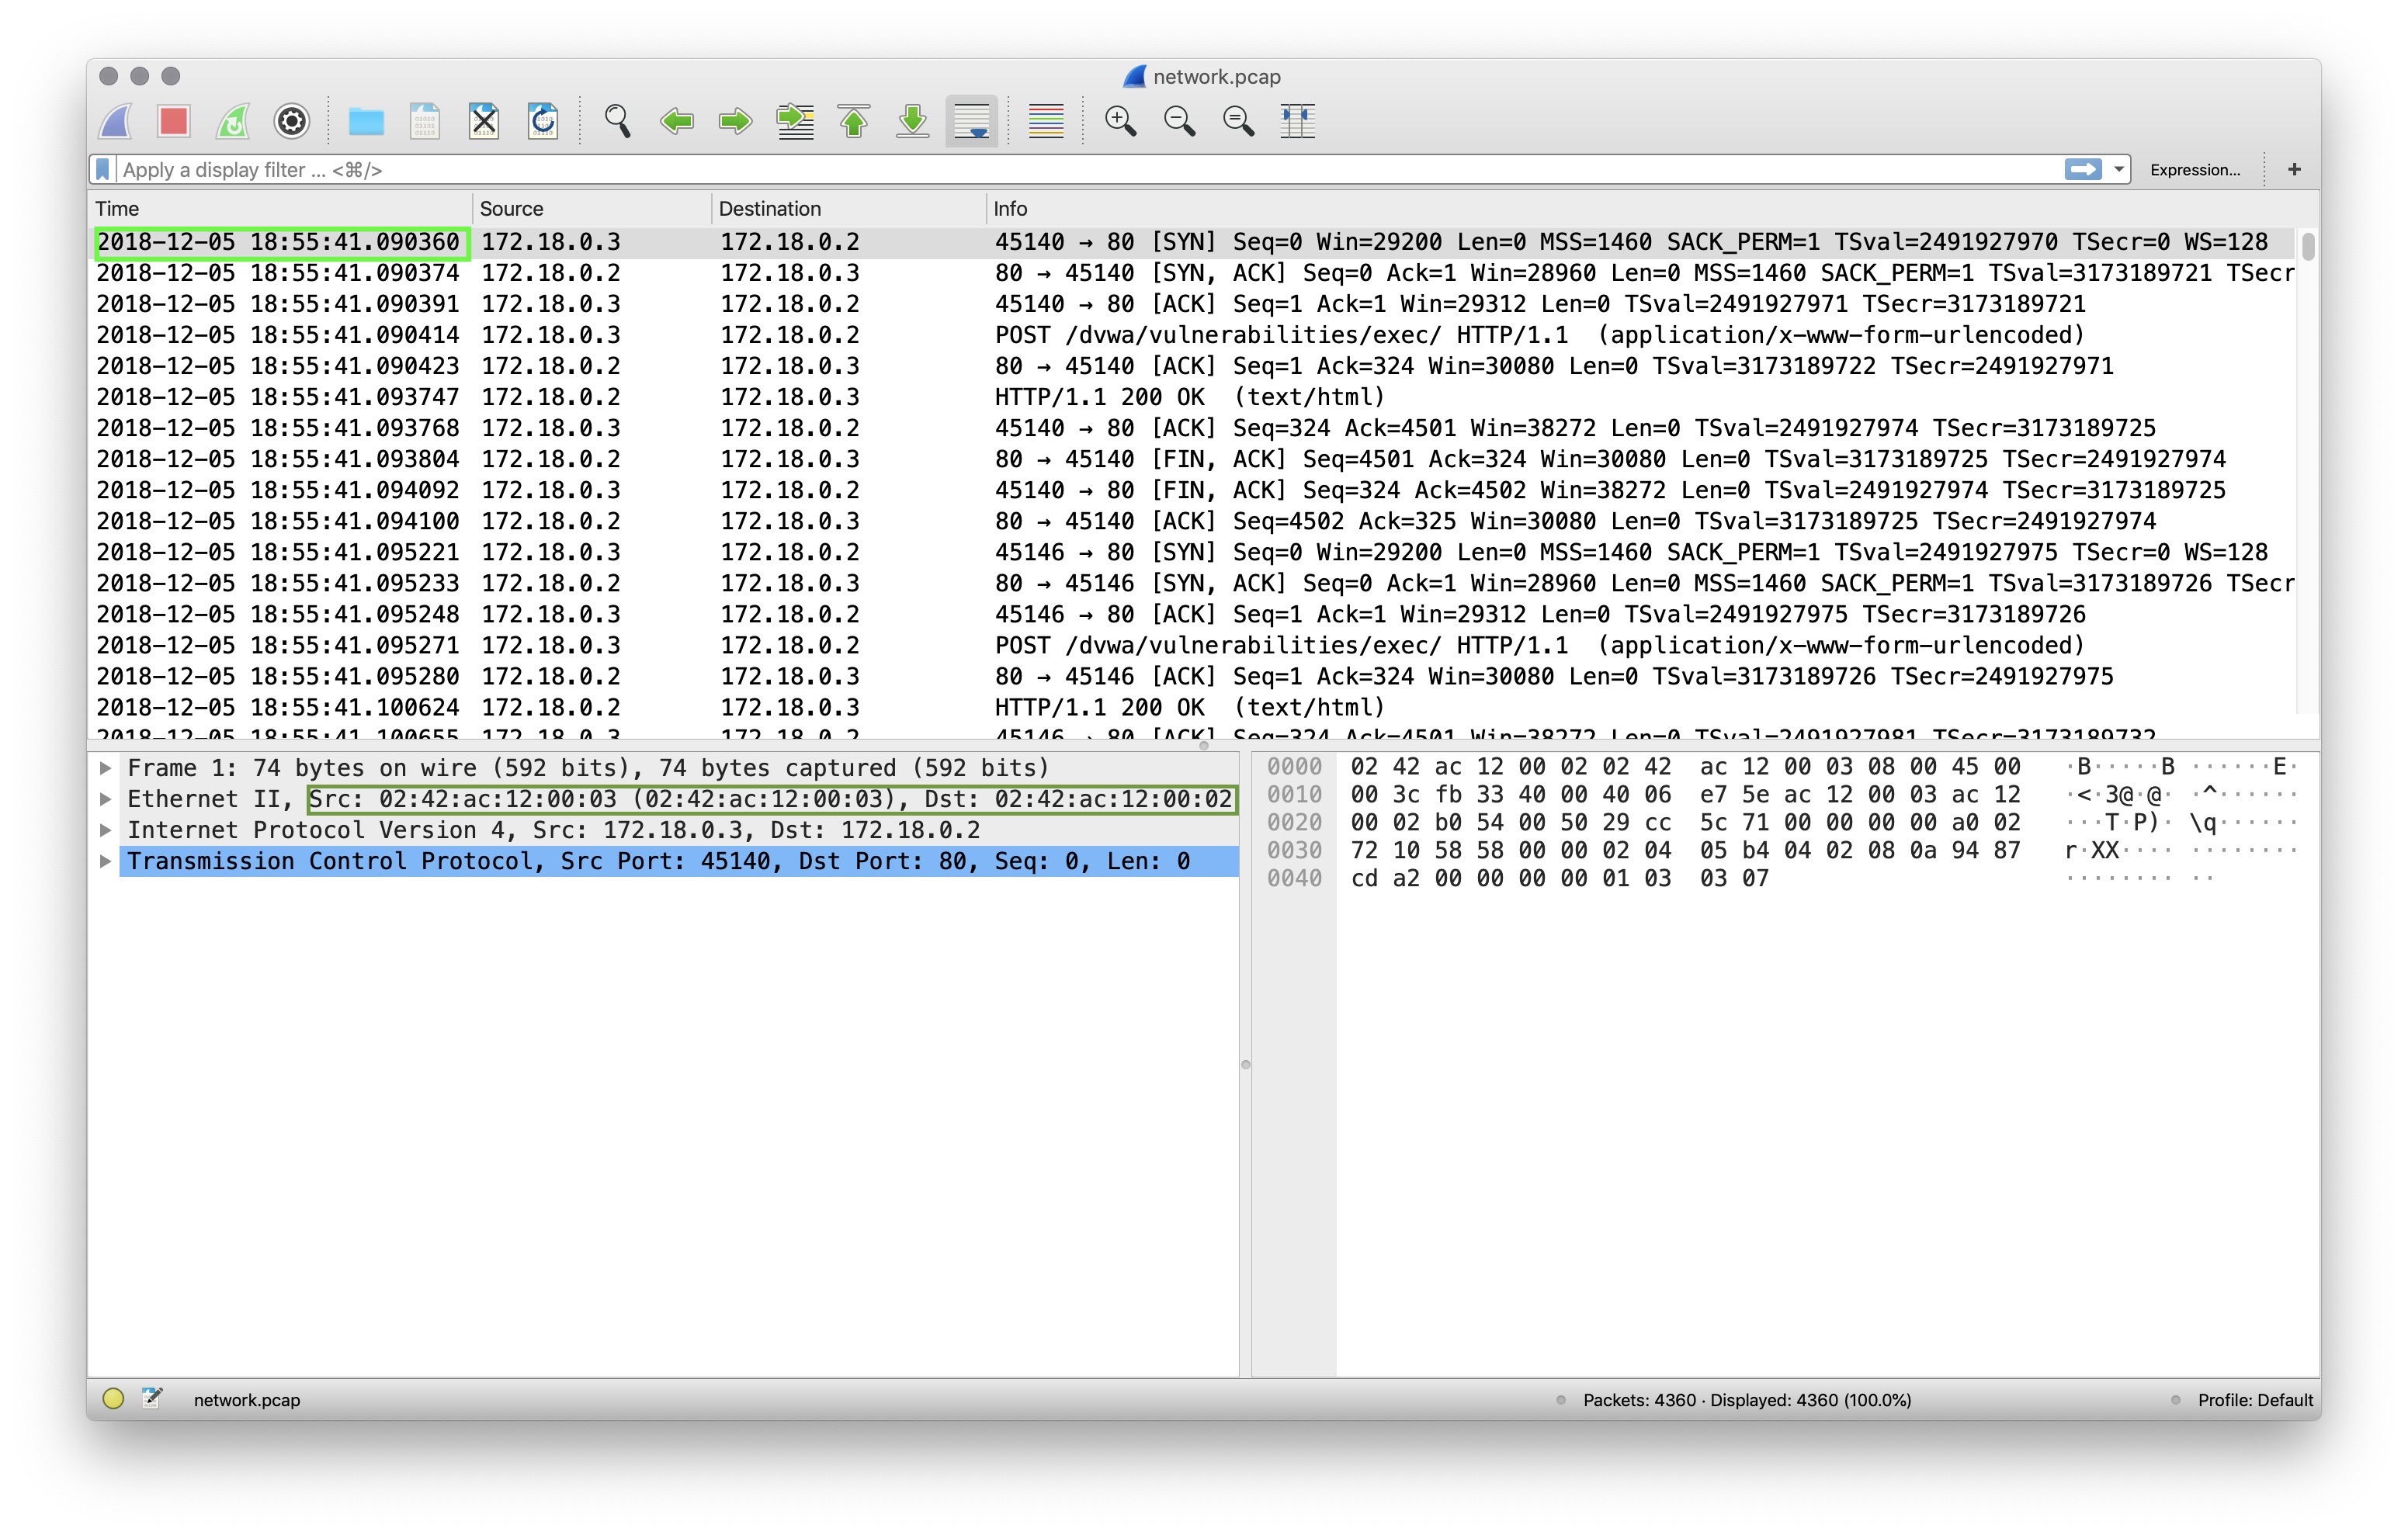 network.pcap
Apply a display filter ... <⌘/>
Expression...
+
Time Source Destination Info
2018-12-05 18:55:41.090360 172.18.0.3 172.18.0.2 45140 → 80 [SYN] Seq=0 Win=29200 Len=0 MSS=1460 SACK_PERM=1 TSval=2491927970 TSecr=0 WS=128
2018-12-05 18:55:41.090374 172.18.0.2 172.18.0.3 80 → 45140 [SYN, ACK] Seq=0 Ack=1 Win=28960 Len=0 MSS=1460 SACK_PERM=1 TSval=3173189721 TSecr
2018-12-05 18:55:41.090391 172.18.0.3 172.18.0.2 45140 → 80 [ACK] Seq=1 Ack=1 Win=29312 Len=0 TSval=2491927971 TSecr=3173189721
2018-12-05 18:55:41.090414 172.18.0.3 172.18.0.2 POST /dvwa/vulnerabilities/exec/ HTTP/1.1 (application/x-www-form-urlencoded)
2018-12-05 18:55:41.090423 172.18.0.2 172.18.0.3 80 → 45140 [ACK] Seq=1 Ack=324 Win=30080 Len=0 TSval=3173189722 TSecr=2491927971
2018-12-05 18:55:41.093747 172.18.0.2 172.18.0.3 HTTP/1.1 200 OK (text/html)
2018-12-05 18:55:41.093768 172.18.0.3 172.18.0.2 45140 → 80 [ACK] Seq=324 Ack=4501 Win=38272 Len=0 TSval=2491927974 TSecr=3173189725
2018-12-05 18:55:41.093804 172.18.0.2 172.18.0.3 80 → 45140 [FIN, ACK] Seq=4501 Ack=324 Win=30080 Len=0 TSval=3173189725 TSecr=2491927974
2018-12-05 18:55:41.094092 172.18.0.3 172.18.0.2 45140 → 80 [FIN, ACK] Seq=324 Ack=4502 Win=38272 Len=0 TSval=2491927974 TSecr=3173189725
2018-12-05 18:55:41.094100 172.18.0.2 172.18.0.3 80 → 45140 [ACK] Seq=4502 Ack=325 Win=30080 Len=0 TSval=3173189725 TSecr=2491927974
2018-12-05 18:55:41.095221 172.18.0.3 172.18.0.2 45146 → 80 [SYN] Seq=0 Win=29200 Len=0 MSS=1460 SACK_PERM=1 TSval=2491927975 TSecr=0 WS=128
2018-12-05 18:55:41.095233 172.18.0.2 172.18.0.3 80 → 45146 [SYN, ACK] Seq=0 Ack=1 Win=28960 Len=0 MSS=1460 SACK_PERM=1 TSval=3173189726 TSecr
2018-12-05 18:55:41.095248 172.18.0.3 172.18.0.2 45146 → 80 [ACK] Seq=1 Ack=1 Win=29312 Len=0 TSval=2491927975 TSecr=3173189726
2018-12-05 18:55:41.095271 172.18.0.3 172.18.0.2 POST /dvwa/vulnerabilities/exec/ HTTP/1.1 (application/x-www-form-urlencoded)
2018-12-05 18:55:41.095280 172.18.0.2 172.18.0.3 80 → 45146 [ACK] Seq=1 Ack=324 Win=30080 Len=0 TSval=3173189726 TSecr=2491927975
2018-12-05 18:55:41.100624 172.18.0.2 172.18.0.3 HTTP/1.1 200 OK (text/html)
2018-12-05 18:55:41.100655 172.18.0.3 172.18.0.2 45146 → 80 [ACK] Seq=324 Ack=4501 Win=38272 Len=0 TSval=2491927981 TSecr=3173189732
Frame 1: 74 bytes on wire (592 bits), 74 bytes captured (592 bits)
Ethernet II, Src: 02:42:ac:12:00:03 (02:42:ac:12:00:03), Dst: 02:42:ac:12:00:02
Internet Protocol Version 4, Src: 172.18.0.3, Dst: 172.18.0.2
Transmission Control Protocol, Src Port: 45140, Dst Port: 80, Seq: 0, Len: 0
0000 02 42 ac 12 00 02 02 42 ac 12 00 03 08 00 45 00 ·B·····B ······E·
0010 00 3c fb 33 40 00 40 06 e7 5e ac 12 00 03 ac 12 ·<·3@·@· ·^······
0020 00 02 b0 54 00 50 29 cc 5c 71 00 00 00 00 a0 02 ···T·P)· \q······
0030 72 10 58 58 00 00 02 04 05 b4 04 02 08 0a 94 87 r·XX···· ········
0040 cd a2 00 00 00 00 01 03 03 07 ········ ··
network.pcap
Packets: 4360 · Displayed: 4360 (100.0%)
Profile: Default